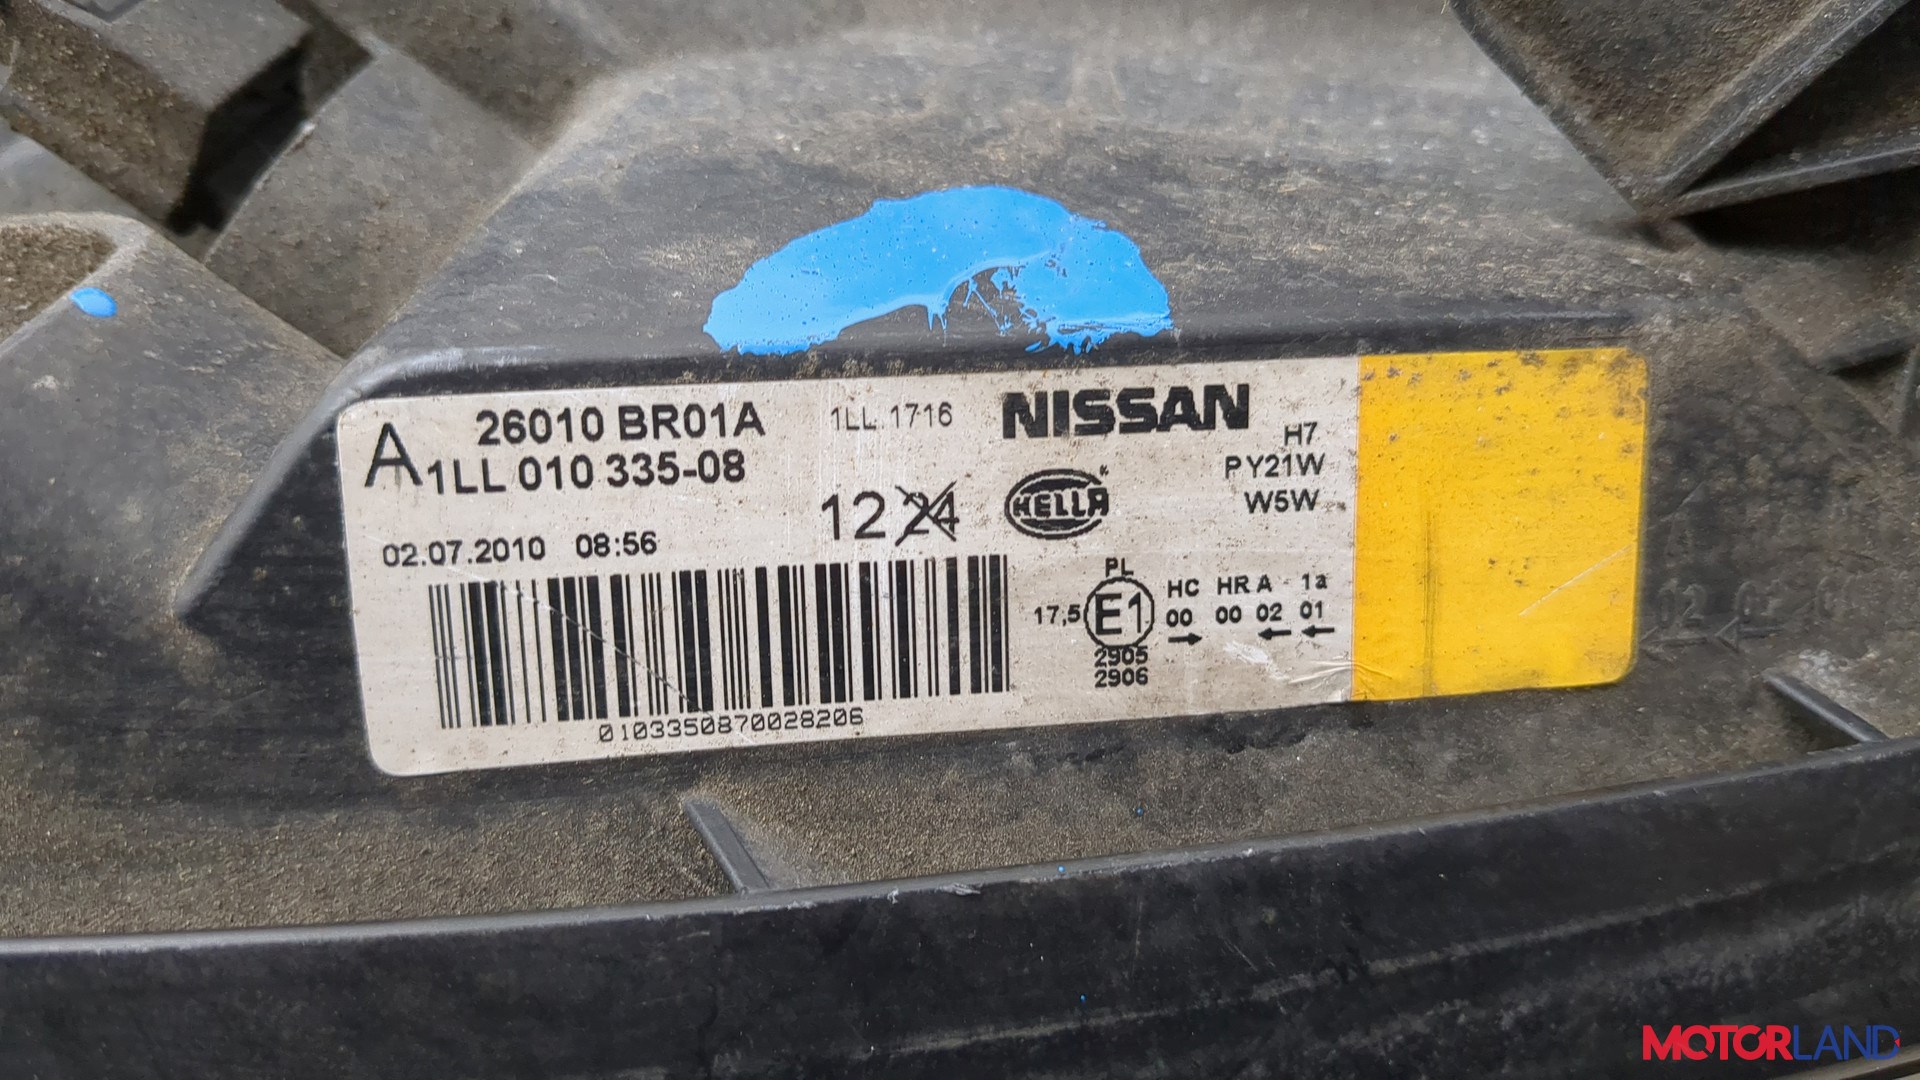 A
26010 BR01A
1LL 1716
NISSAN
1LL 010 335-08
12 24
HELLA
H7
PY21W
W5W
02.07.2010 08:56
0103350870028206
PL
17,5 E1
2905
2906
HC HR A 1a
00 00 02 01
MOTORLAND